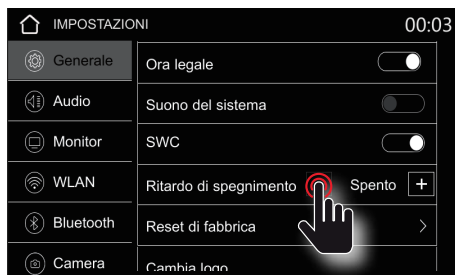 IMPOSTAZIONI 00:03
Generale
Ora legale
Audio
Suono del sistema
Monitor
SWC
WLAN
Ritardo di spegnimento Spento +
Bluetooth
Reset di fabbrica
Camera
Cambia logo